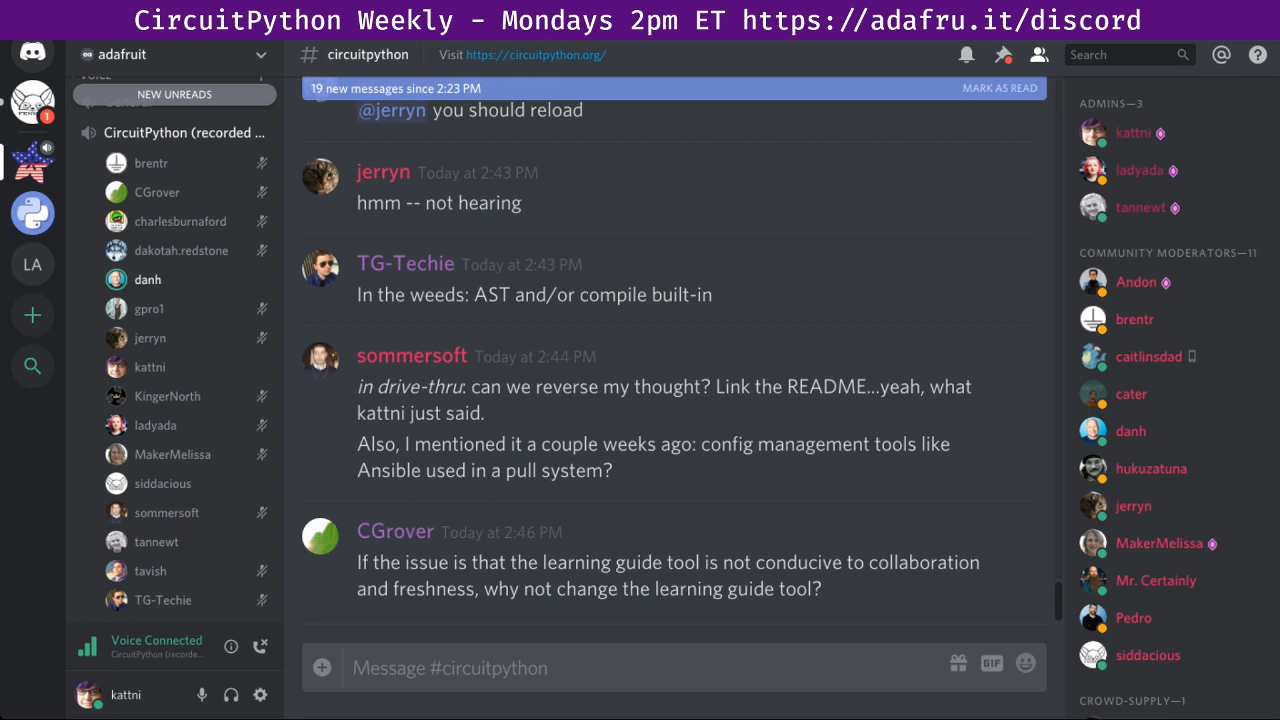 CircuitPython Weekly - Mondays 2pm ET https://adafru.it/discord
adafruit
# circuitpython
Visit https://circuitpython.org/
Search
VOICE
NEW UNREADS
General
CircuitPython (recorded ...
brentr
CGrover
charlesburnaford
dakotah.redstone
danh
gpro1
jerryn
kattni
KingerNorth
ladyada
MakerMelissa
siddacious
sommersoft
tannewt
tavish
TG-Techie
Voice Connected
CircuitPython (recorde...
kattni
1
LA
19 new messages since 2:23 PM
MARK AS READ
@jerryn you should reload
jerryn Today at 2:43 PM
hmm -- not hearing
TG-Techie Today at 2:43 PM
In the weeds: AST and/or compile built-in
sommersoft Today at 2:44 PM
in drive-thru: can we reverse my thought? Link the README...yeah, what
kattni just said.
Also, I mentioned it a couple weeks ago: config management tools like
Ansible used in a pull system?
CGrover Today at 2:46 PM
If the issue is that the learning guide tool is not conducive to collaboration
and freshness, why not change the learning guide tool?
Message #circuitpython
GIF
ADMINS—3
kattni
ladyada
tannewt
COMMUNITY MODERATORS—11
Andon
brentr
caitlinsdad
cater
danh
hukuzatuna
jerryn
MakerMelissa
Mr. Certainly
Pedro
siddacious
CROWD-SUPPLY—1